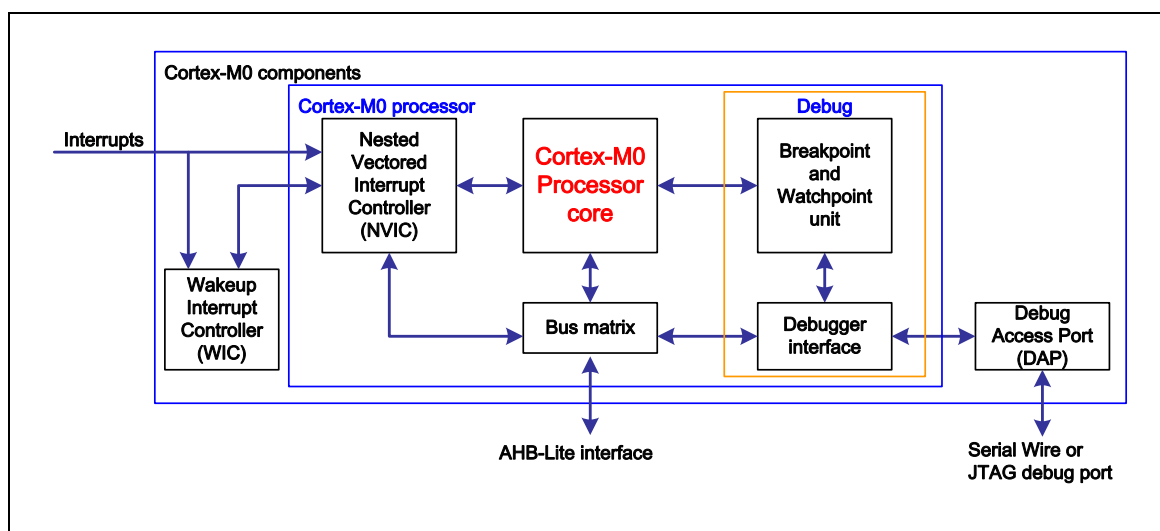 Cortex-M0 components
Cortex-M0 processor
Debug
Interrupts
Nested
Vectored
Interrupt
Controller
(NVIC)
Cortex-M0
Processor
core
Breakpoint
and
Watchpoint
unit
Wakeup
Interrupt
Controller
(WIC)
Bus matrix
Debugger
interface
Debug
Access Port
(DAP)
AHB-Lite interface
Serial Wire or
JTAG debug port